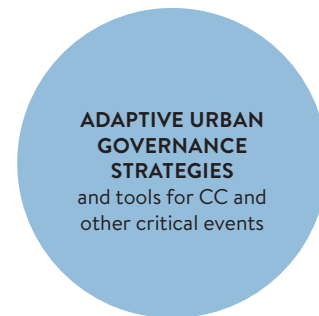 ADAPTIVE URBAN
GOVERNANCE
STRATEGIES
and tools for CC and
other critical events